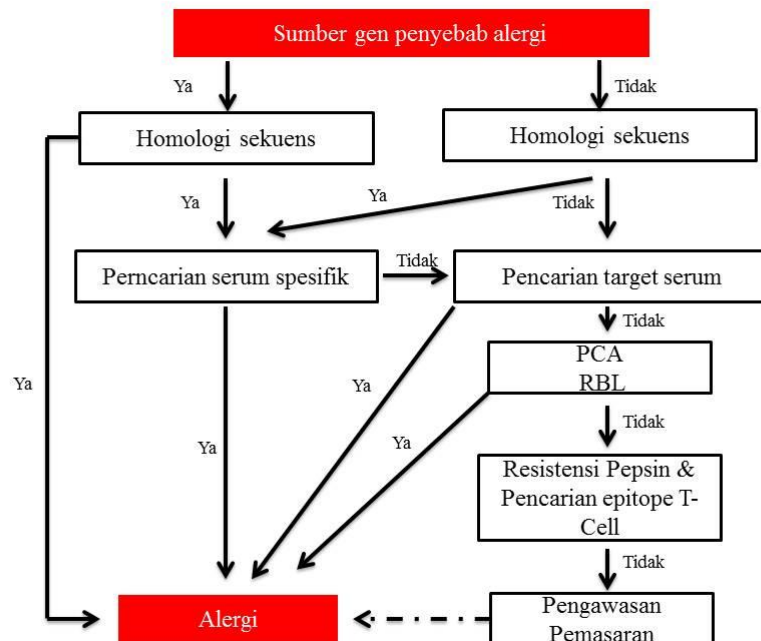 Sumber gen penyebab alergi
Ya
Tidak
Homologi sekuens
Homologi sekuens
Ya
Ya
Tidak
Perncarian serum spesifik
Tidak
Pencarian target serum
Tidak
Ya
Ya
PCA
RBL
Ya
Ya
Tidak
Resistensi Pepsin &
Pencarian epitope T-
Cell
Tidak
Alergi
Pengawasan
Pemasaran